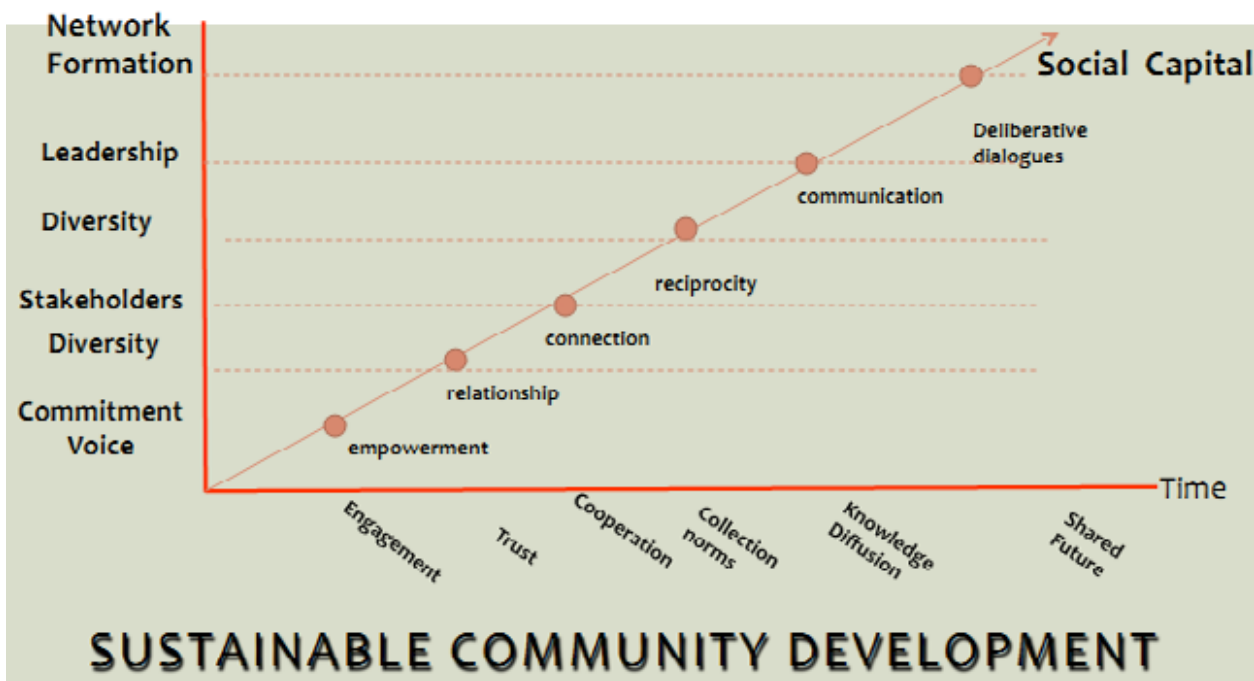 Network
Formation
Social Capital
Leadership
Deliberative
dialogues
communication
Diversity
reciprocity
Stakeholders
connection
Diversity
relationship
Commitment
Voice
empowerment
Time
Engagement
Trust
Cooperation
Collection
norms
Knowledge
Diffusion
Shared
Future
SUSTAINABLE COMMUNITY DEVELOPMENT